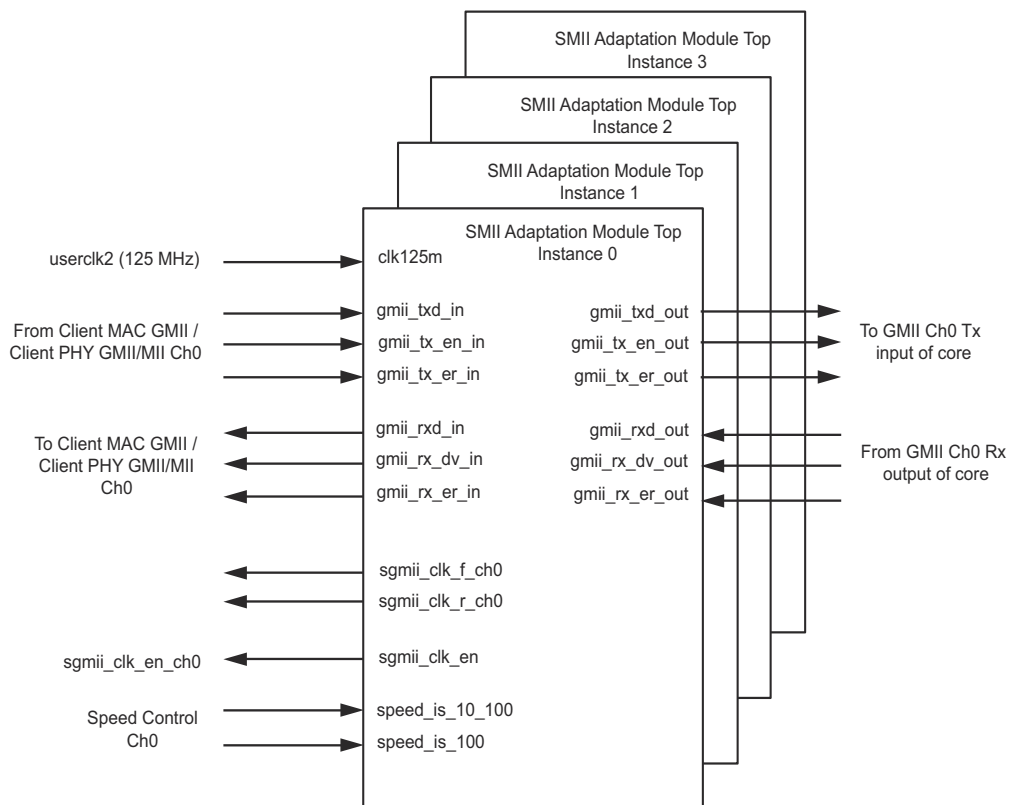 SMII Adaptation Module Top
Instance 3
SMII Adaptation Module Top
Instance 2
SMII Adaptation Module Top
Instance 1
SMII Adaptation Module Top
Instance 0
userclk2 (125 MHz)
clk125m
From Client MAC GMII /
Client PHY GMII/MII Ch0
gmii_txd_in
gmii_tx_en_in
gmii_tx_er_in
gmii_txd_out
gmii_tx_en_out
gmii_tx_er_out
To GMII Ch0 Tx
input of core
To Client MAC GMII /
Client PHY GMII/MII
Ch0
gmii_rxd_in
gmii_rx_dv_in
gmii_rx_er_in
gmii_rxd_out
gmii_rx_dv_out
gmii_rx_er_out
From GMII Ch0 Rx
output of core
sgmii_clk_f_ch0
sgmii_clk_r_ch0
sgmii_clk_en_ch0
sgmii_clk_en
Speed Control
Ch0
speed_is_10_100
speed_is_100